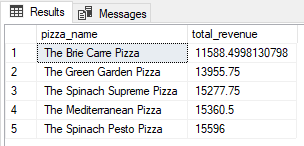 Results Messages
pizza_name total_revenue
1 The Brie Carre Pizza 11588.4998130798
2 The Green Garden Pizza 13955.75
3 The Spinach Supreme Pizza 15277.75
4 The Mediterranean Pizza 15360.5
5 The Spinach Pesto Pizza 15596